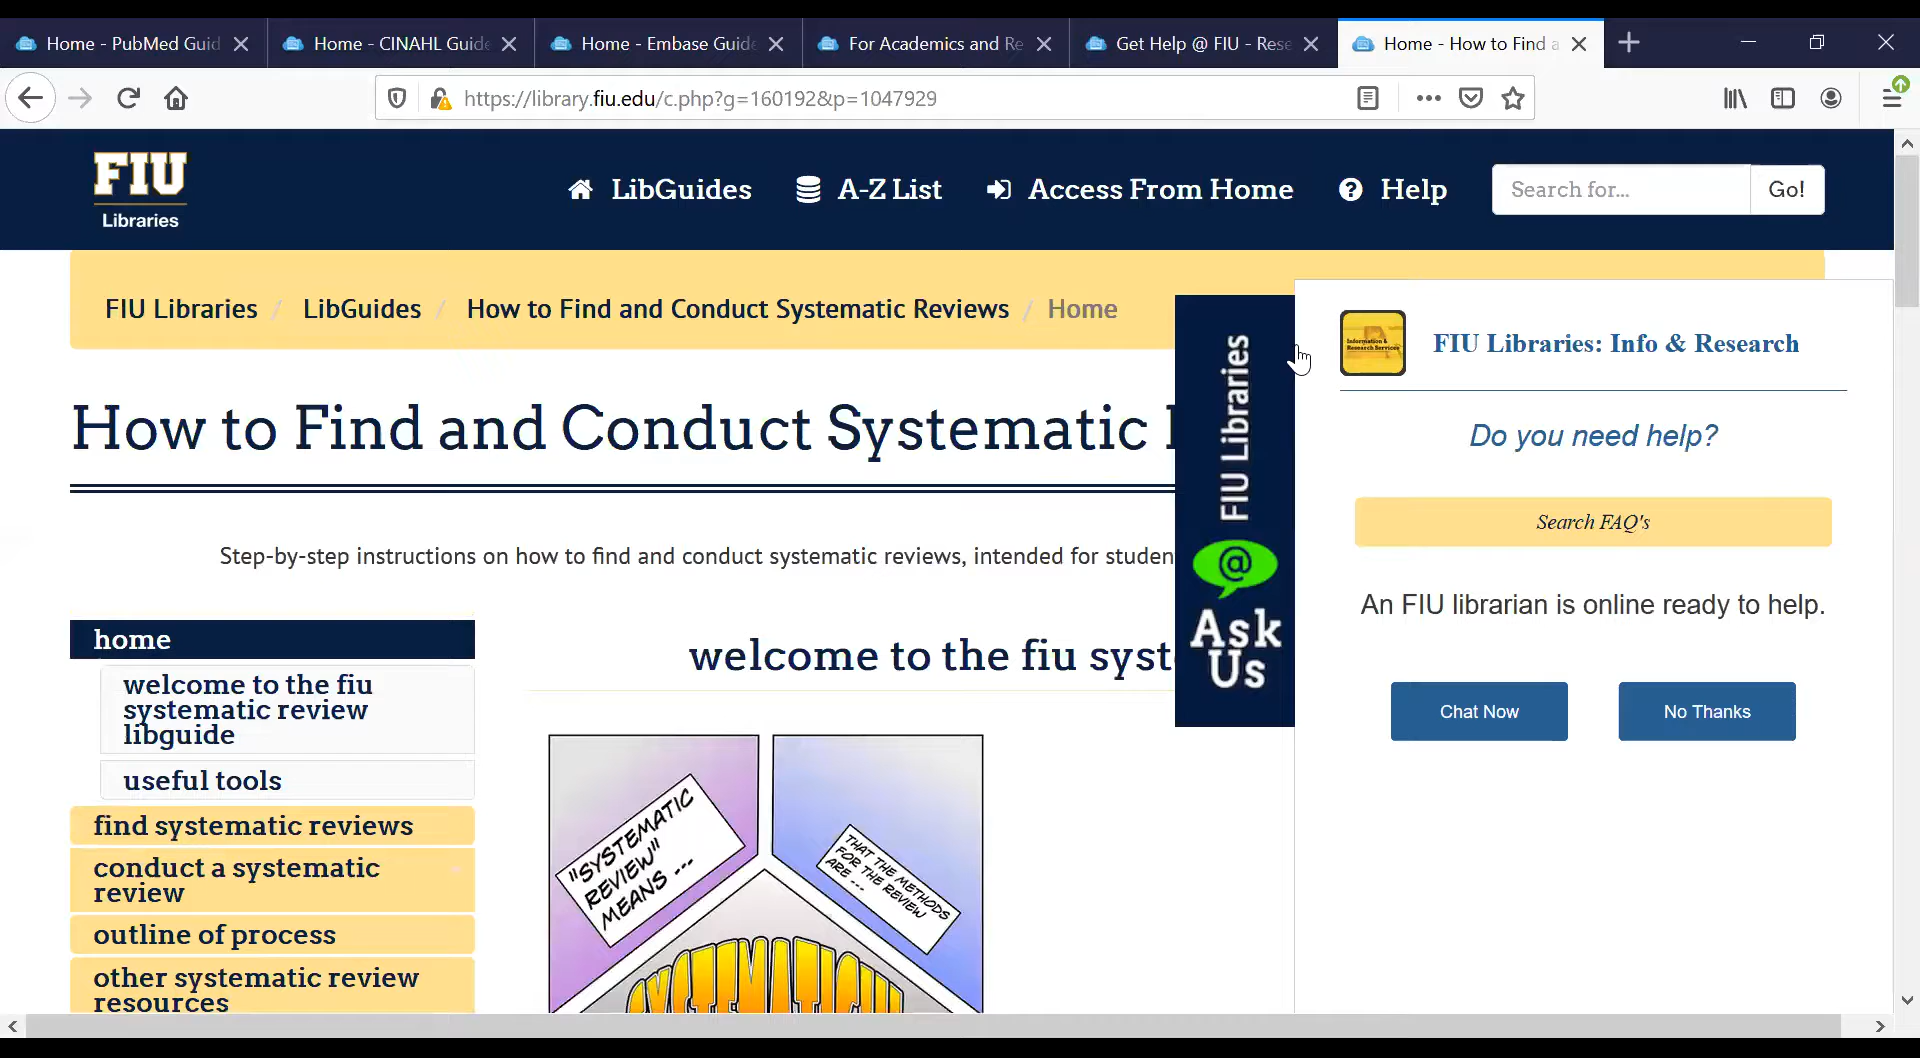 Home - PubMed Guid
Home - CINAHL Guide
Home - Embase Guide
For Academics and Re
Get Help @ FIU - Rese
Home - How to Find a
https://library.fiu.edu/c.php?g=160192&p=1047929
FIU
Libraries
LibGuides
A-Z List
Access From Home
Help
Search for...
Go!
FIU Libraries / LibGuides / How to Find and Conduct Systematic Reviews / Home
How to Find and Conduct Systematic
Step-by-step instructions on how to find and conduct systematic reviews, intended for studen
home
welcome to the fiu
systematic review
libguide
useful tools
find systematic reviews
conduct a systematic
review
outline of process
other systematic review
resources
welcome to the fiu syst
"SYSTEMATIC
REVIEW"
MEANS ...
THAT THE METHODS
FOR THE REVIEW
ARE ...
SYSTEMATIC!!!
FIU Libraries
@
Ask
Us
Information &
Research Services
FIU Libraries: Info & Research
Do you need help?
Search FAQ's
An FIU librarian is online ready to help.
Chat Now
No Thanks